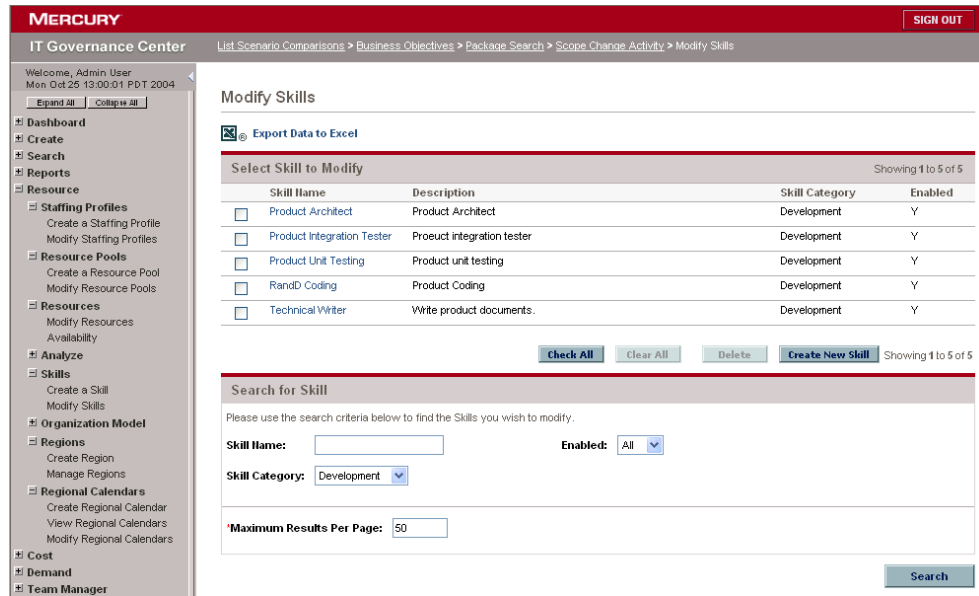 MERCURY
SIGN OUT
IT Governance Center
List Scenario Comparisons > Business Objectives > Package Search > Scope Change Activity > Modify Skills
Welcome, Admin User
Mon Oct 25 13:00:01 PDT 2004
Expand All Collapse All
Dashboard
Create
Search
Reports
Resource
Staffing Profiles
Create a Staffing Profile
Modify Staffing Profiles
Resource Pools
Create a Resource Pool
Modify Resource Pools
Resources
Modify Resources
Availability
Analyze
Skills
Create a Skill
Modify Skills
Organization Model
Regions
Create Region
Manage Regions
Regional Calendars
Create Regional Calendar
View Regional Calendars
Modify Regional Calendars
Cost
Demand
Team Manager
Modify Skills
® Export Data to Excel
Select Skill to Modify Showing 1 to 5 of 5
Skill Name Description Skill Category Enabled
Product Architect Product Architect Development Y
Product Integration Tester Proeuct integration tester Development Y
Product Unit Testing Product unit testing Development Y
RandD Coding Product Coding Development Y
Technical Writer Write product documents. Development Y
Check All Clear All Delete Create New Skill Showing 1 to 5 of 5
Search for Skill
Please use the search criteria below to find the Skills you wish to modify.
Skill Name: Enabled: All
Skill Category: Development
*Maximum Results Per Page: 50
Search